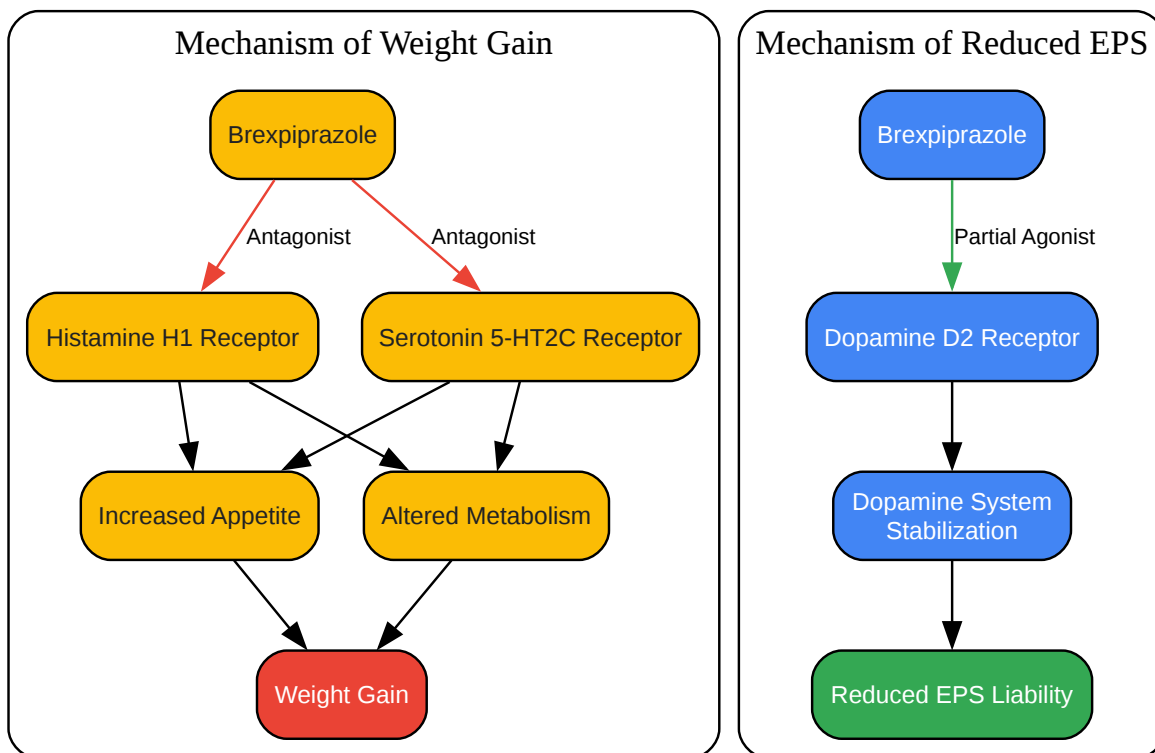 Mechanism of Weight Gain
Brexpiprazole
Antagonist
Antagonist
Histamine H1 Receptor
Serotonin 5-HT2C Receptor
Increased Appetite
Altered Metabolism
Weight Gain
Mechanism of Reduced EPS
Brexpiprazole
Partial Agonist
Dopamine D2 Receptor
Dopamine System
Stabilization
Reduced EPS Liability